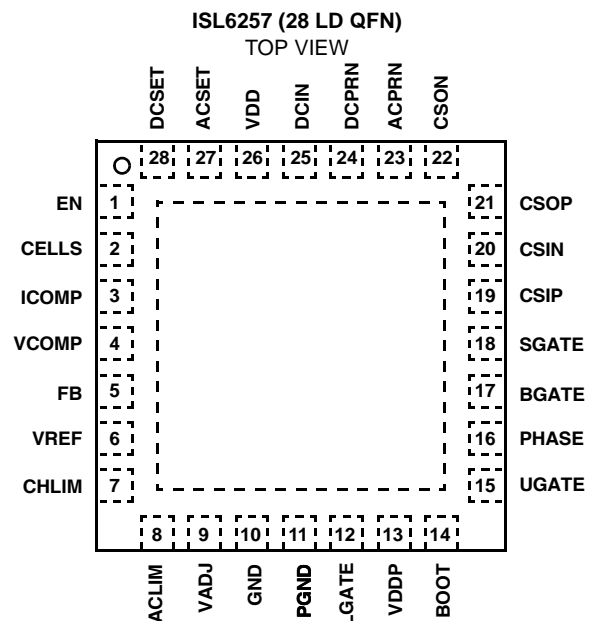 ISL6257 (28 LD QFN)
TOP VIEW
DCSET ACSET VDD DCIN DCPRN ACPRN CSON
28 27 26 25 24 23 22
EN 1 21 CSOP
CELLS 2 20 CSIN
ICOMP 3 19 CSIP
VCOMP 4 18 SGATE
FB 5 17 BGATE
VREF 6 16 PHASE
CHLIM 7 15 UGATE
8 9 10 11 12 13 14
ACLIM VADJ GND PGND LGATE VDDP BOOT